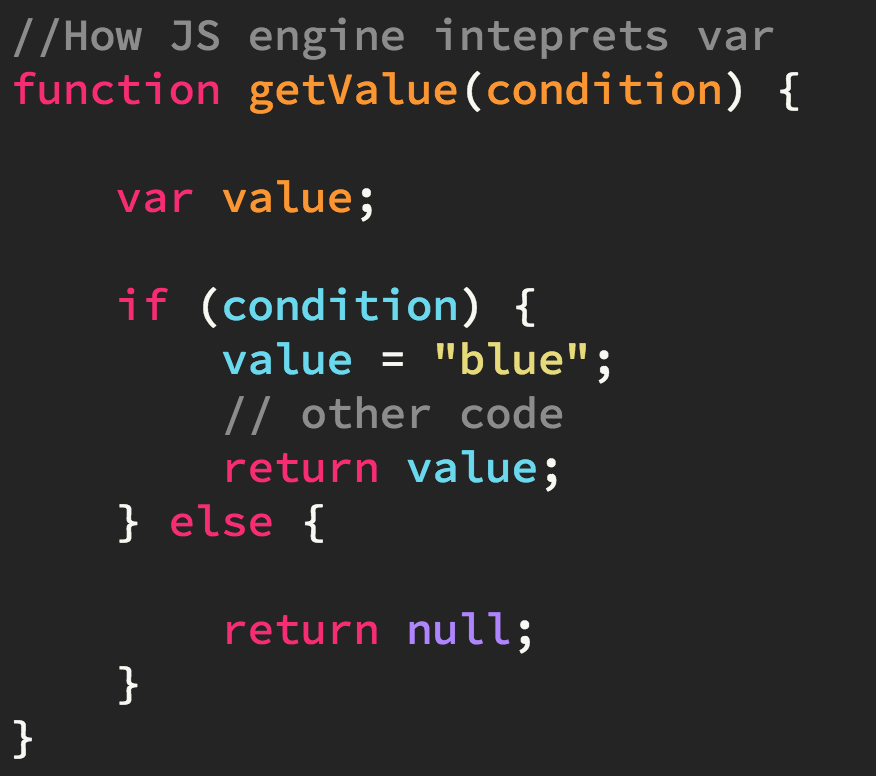 //How JS engine inteprets var
function getValue(condition) {
var value;
if (condition) {
value = "blue";
// other code
return value;
} else {
return null;
}
}